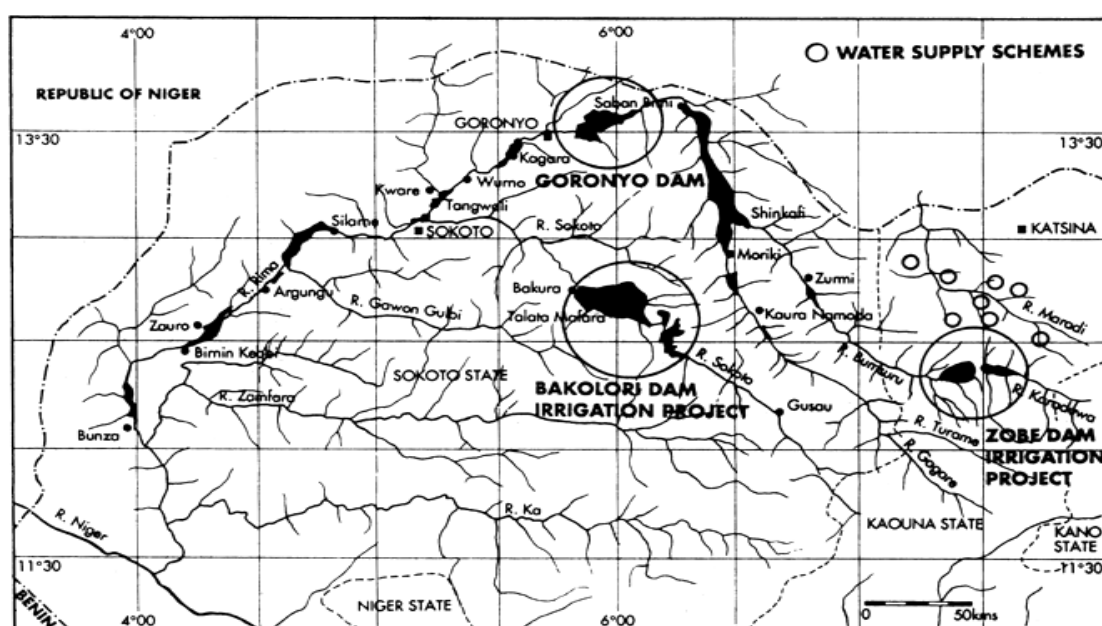 4°00
6°00
WATER SUPPLY SCHEMES
REPUBLIC OF NIGER
Saban Birni
GORONYO
13°30
13°30
Kagara
Wurno
GORONYO DAM
Kware
Tangwali
Shinkafi
Silame
SOKOTO
R. Sokoto
KATSINA
Moriki
R. Rima
Zurmi
Argungu
Bakura
R. Gawon Gulbi
Talata Mafara
Kaura Namoda
R. Maradi
Zauro
Birnin Kebbi
R. Sokoto
R. Bunsuru
SOKOTO STATE
BAKOLORI DAM
IRRIGATION PROJECT
R. Zamfara
Gusau
R. Karaduwa
Bunza
R. Turame
ZOBE DAM
IRRIGATION
PROJECT
R. Gagare
R. Ka
R. Niger
KAOUNA STATE
KANO
STATE
11°30
11°30
BENIN
NIGER STATE
4°00
6°00
0
50kms